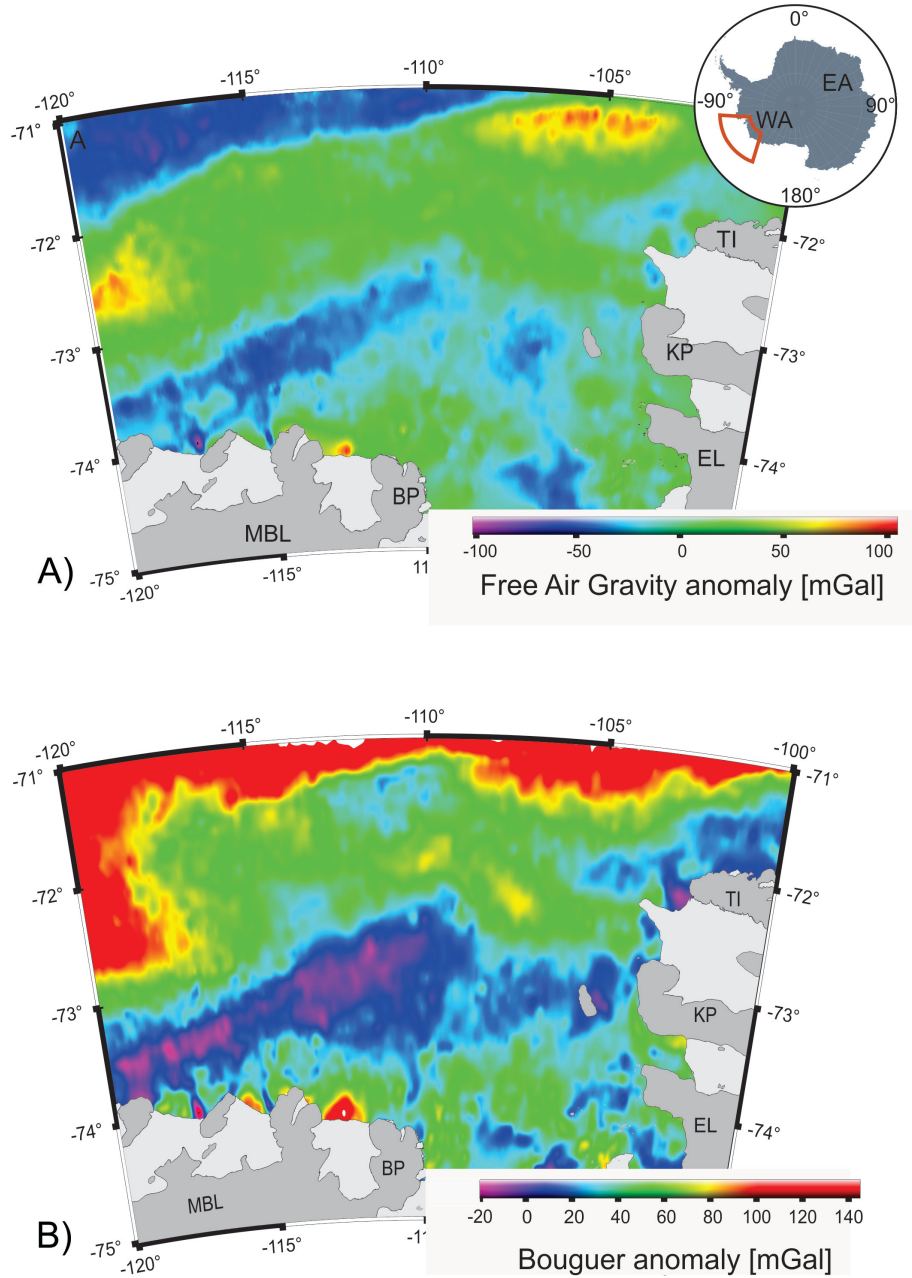 0°
-110°
-115°
-105°
-120°
EA
-90°
90°
-71°
WA
A
180°
-72°
TI
-72°
-73°
KP
-73°
-74°
EL
-74°
BP
MBL
A)
-75°
-120°
-115°
11
-100 -50 0 50 100
Free Air Gravity anomaly [mGal]
-110°
-115°
-105°
-120°
-100°
-71°
-71°
-72°
TI
-72°
-73°
KP
-73°
-74°
EL
-74°
BP
MBL
B)
-75°
-120°
-115°
-1
-20 0 20 40 60 80 100 120 140
Bouguer anomaly [mGal]